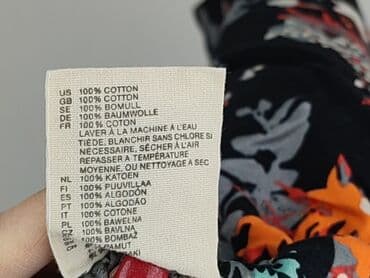 US 100% COTTON
GB 100% COTTON
SE 100% BOMULL
DE 100% BAUMWOLLE
FR 100% COTON
LAVER À LA MACHINE À L'EAU
TIÈDE, BLANCHIR SANS CHLORE SI
NÉCESSAIRE, SÉCHER À L'AIR
REPASSER À TEMPÉRATURE
MOYENNE, OU NETTOYAGE À SEC
NL 100% KATOEN
FI 100% PUUVILLAA
ES 100% ALGODÓN
PT 100% ALGODÃO
IT 100% COTONE
PL 100% BAWEŁNA
CZ 100% BAVLNA
100% BOMBAŽ
PAMUT